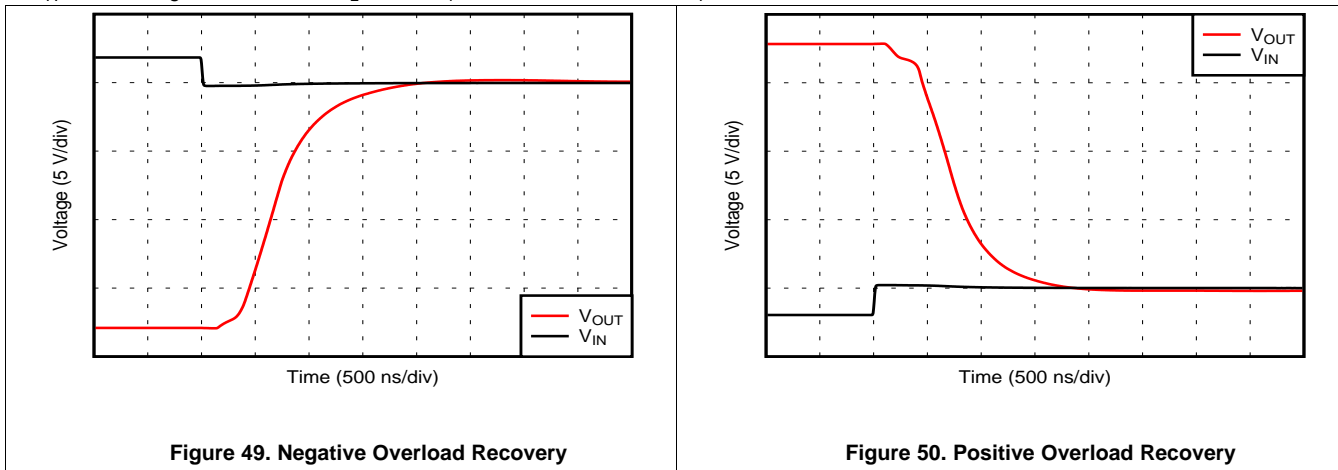 Voltage (5 V/div)
VOUT
VIN
Time (500 ns/div)
Figure 49. Negative Overload Recovery
Voltage (5 V/div)
VOUT
VIN
Time (500 ns/div)
Figure 50. Positive Overload Recovery